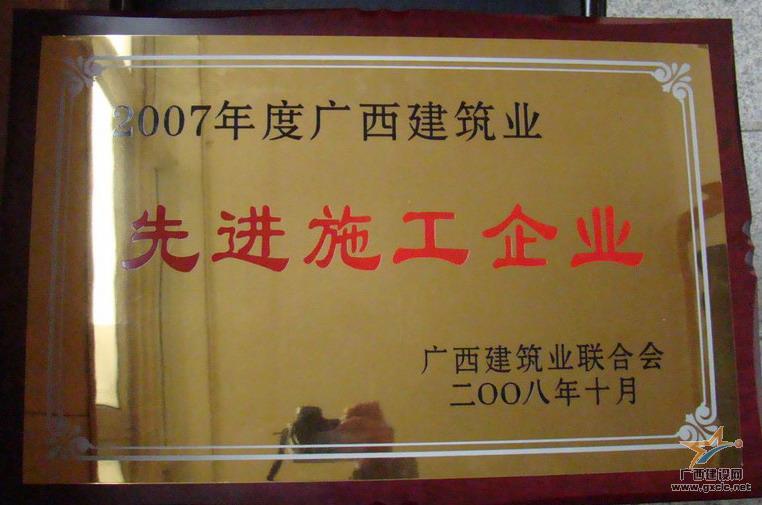 2007年度广西建筑业
先进施工企业
广西建筑业联合会
二〇〇八年十月
广西建设网
www.gxcic.net